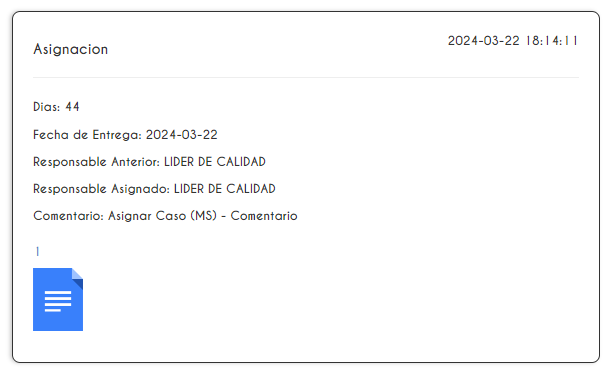 Asignacion
2024-03-22 18:14:11
Dias: 44
Fecha de Entrega: 2024-03-22
Responsable Anterior: LIDER DE CALIDAD
Responsable Asignado: LIDER DE CALIDAD
Comentario: Asignar Caso (MS) - Comentario
1